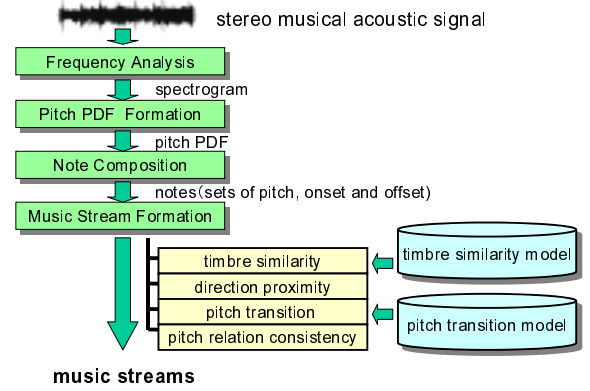 stereo musical acoustic signal
Frequency Analysis
spectrogram
Pitch PDF Formation
pitch PDF
Note Composition
notes(sets of pitch, onset and offset)
Music Stream Formation
timbre similarity
direction proximity
pitch transition
pitch relation consistency
timbre similarity model
pitch transition model
music streams